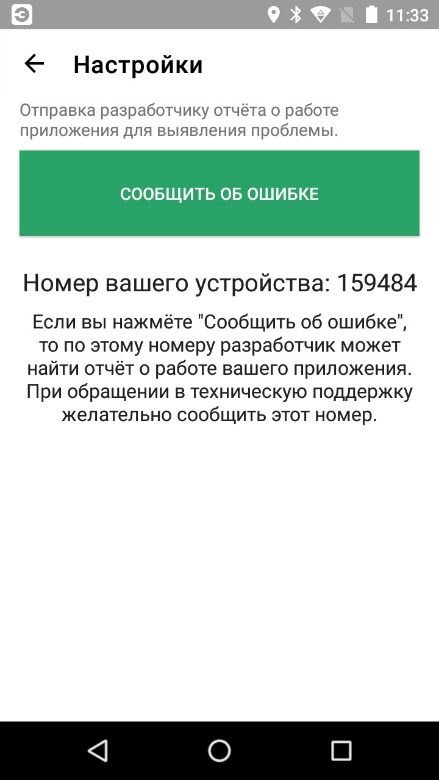 11:33
Настройки
Отправка разработчику отчёта о работе
приложения для выявления проблемы.
СООБЩИТЬ ОБ ОШИБКЕ
Номер вашего устройства: 159484
Если вы нажмёте "Сообщить об ошибке",
то по этому номеру разработчик может
найти отчёт о работе вашего приложения.
При обращении в техническую поддержку
желательно сообщить этот номер.